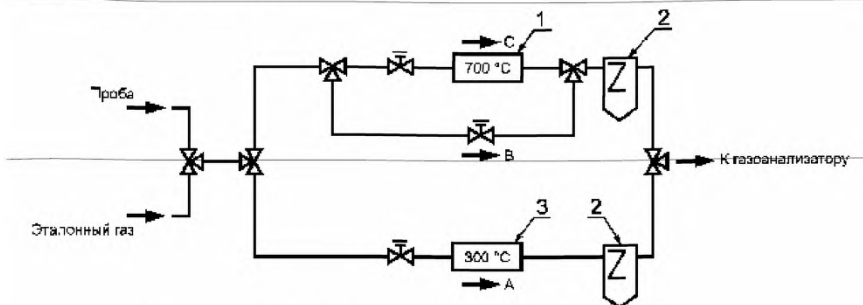 C
1
2
700 °C
Проба
B
К газоанализатору
3
2
Эталонный газ
300 °C
A